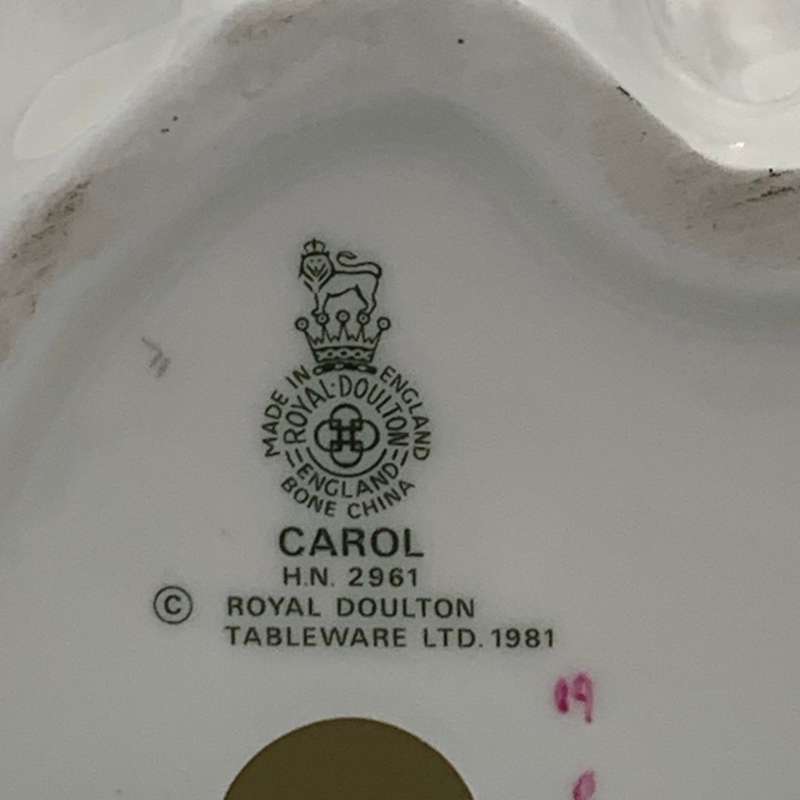 MADE IN ENGLAND
ROYAL·DOULTON
ENGLAND
BONE CHINA
CAROL
H.N. 2961
© ROYAL DOULTON
TABLEWARE LTD. 1981